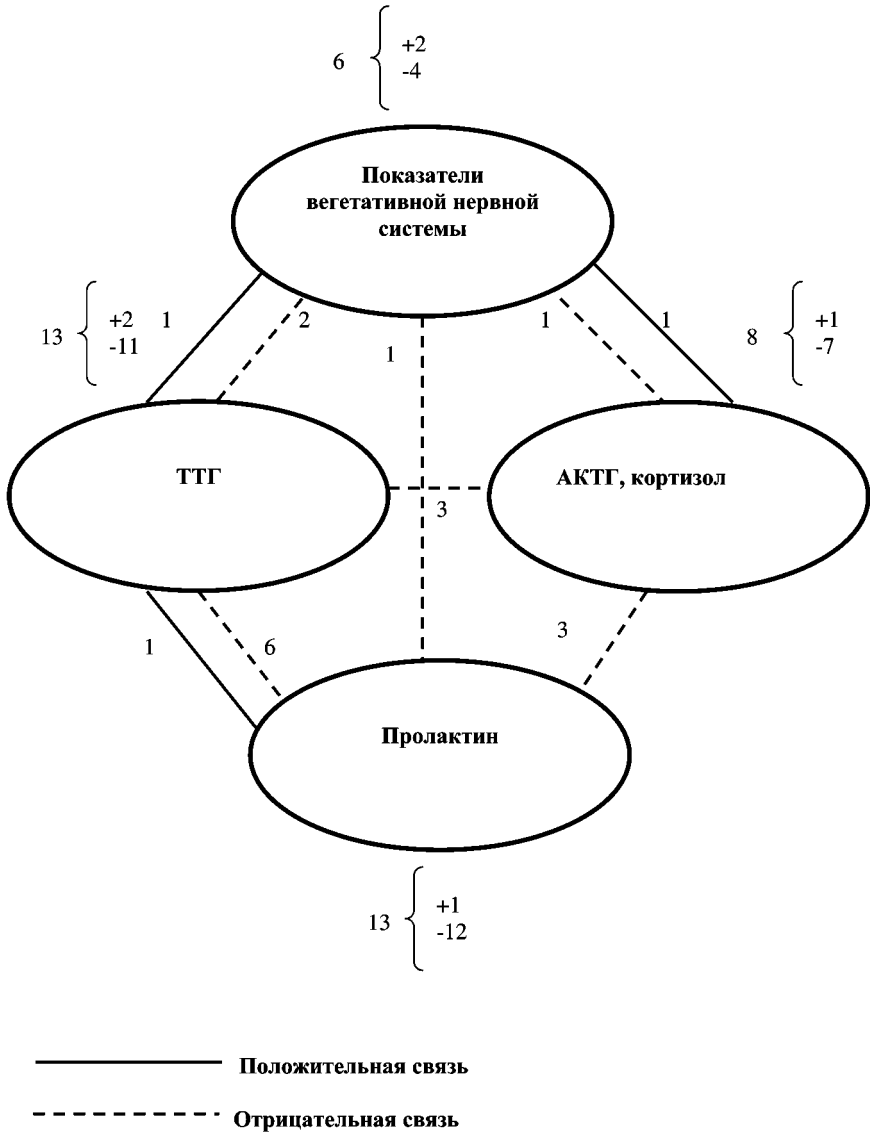 6
+2
-4
Показатели
вегетативной нервной
системы
13
+2
-11
1
2
1
1
1
8
+1
-7
ТТГ
АКТГ, кортизол
3
1
6
3
Пролактин
13
+1
-12
Положительная связь
Отрицательная связь